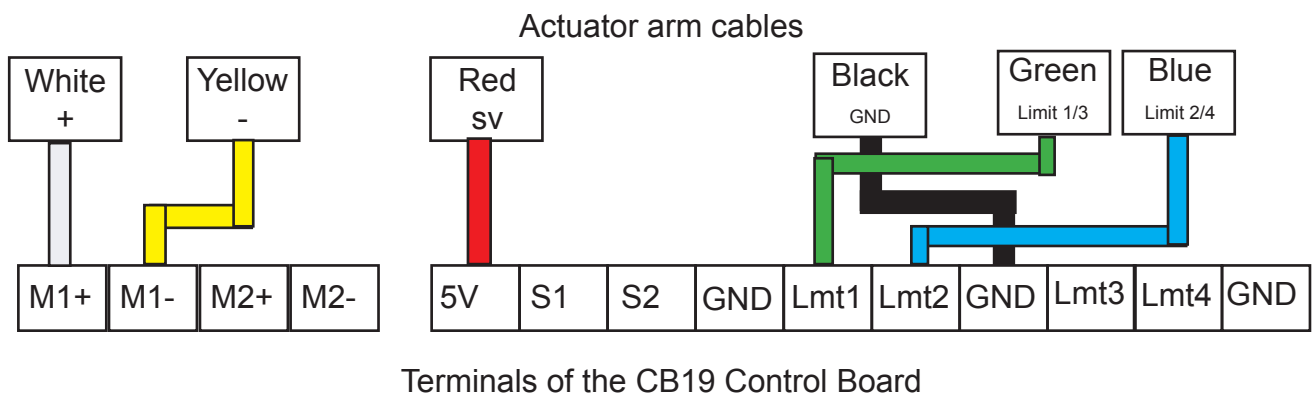 Actuator arm cables
White
+
Yellow
-
Red
sv
Black
GND
Green
Limit 1/3
Blue
Limit 2/4
M1+ M1- M2+ M2-
5V S1 S2 GND Lmt1 Lmt2 GND Lmt3 Lmt4 GND
Terminals of the CB19 Control Board